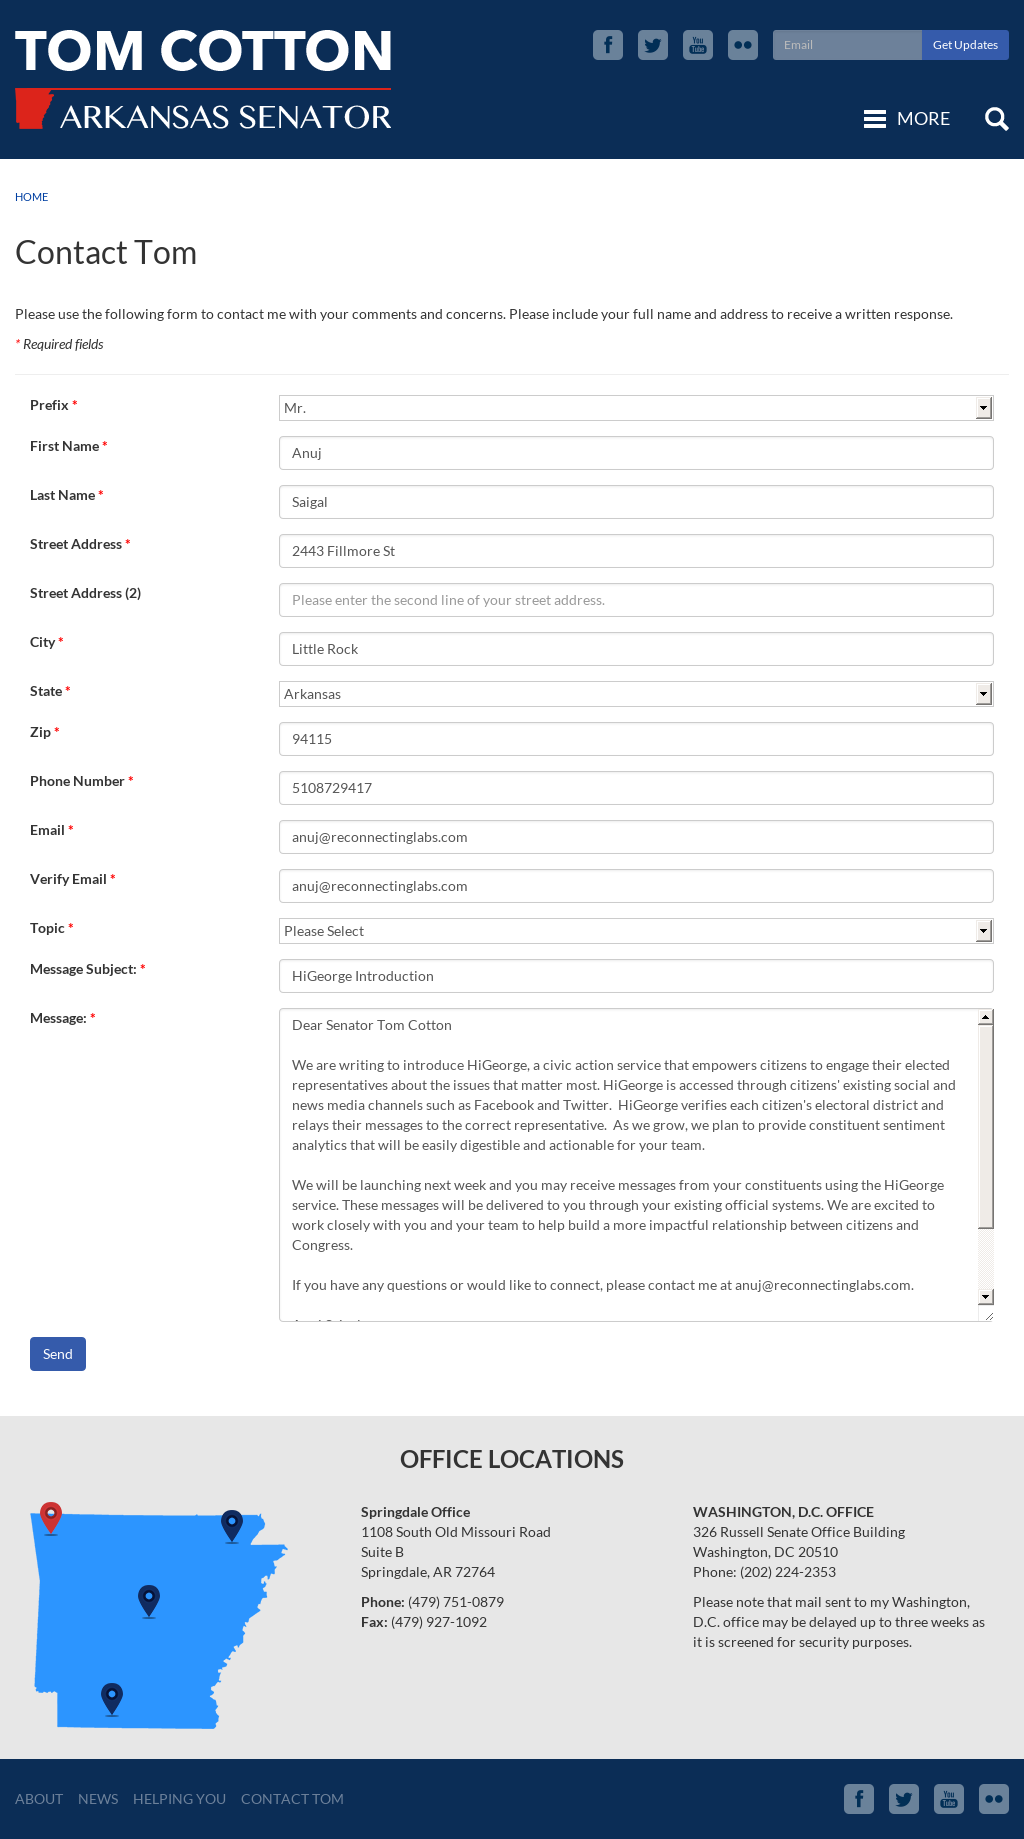 TOM COTTON
ARKANSAS SENATOR
f
You
Tube
Email
Get Updates
MORE
HOME
Contact Tom
Please use the following form to contact me with your comments and concerns. Please include your full name and address to receive a written response.
* Required fields
Prefix *
Mr.
First Name *
Anuj
Last Name *
Saigal
Street Address *
2443 Fillmore St
Street Address (2)
Please enter the second line of your street address.
City *
Little Rock
State *
Arkansas
Zip *
94115
Phone Number *
5108729417
Email *
anuj@reconnectinglabs.com
Verify Email *
anuj@reconnectinglabs.com
Topic *
Please Select
Message Subject: *
HiGeorge Introduction
Message: *
Dear Senator Tom Cotton
We are writing to introduce HiGeorge, a civic action service that empowers citizens to engage their elected
representatives about the issues that matter most. HiGeorge is accessed through citizens' existing social and
news media channels such as Facebook and Twitter.  HiGeorge verifies each citizen's electoral district and
relays their messages to the correct representative.  As we grow, we plan to provide constituent sentiment
analytics that will be easily digestible and actionable for your team.
We will be launching next week and you may receive messages from your constituents using the HiGeorge
service. These messages will be delivered to you through your existing official systems. We are excited to
work closely with you and your team to help build a more impactful relationship between citizens and
Congress.
If you have any questions or would like to connect, please contact me at anuj@reconnectinglabs.com.
Send
OFFICE LOCATIONS
Springdale Office
1108 South Old Missouri Road
Suite B
Springdale, AR 72764
Phone: (479) 751-0879
Fax: (479) 927-1092
WASHINGTON, D.C. OFFICE
326 Russell Senate Office Building
Washington, DC 20510
Phone: (202) 224-2353
Please note that mail sent to my Washington,
D.C. office may be delayed up to three weeks as
it is screened for security purposes.
ABOUT NEWS HELPING YOU CONTACT TOM
f
You
Tube